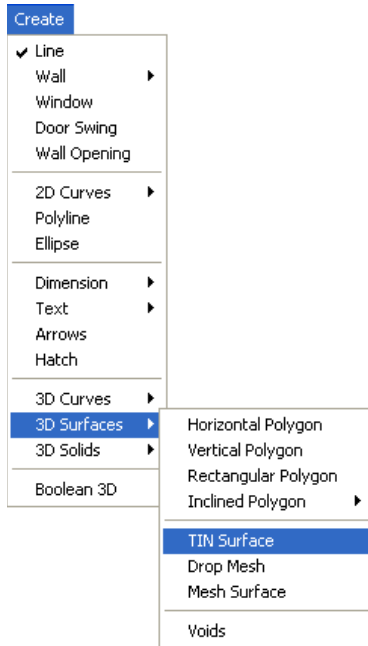 Create
Line
Wall
Window
Door Swing
Wall Opening
2D Curves
Polyline
Ellipse
Dimension
Text
Arrows
Hatch
3D Curves
3D Surfaces
3D Solids
Boolean 3D
Horizontal Polygon
Vertical Polygon
Rectangular Polygon
Inclined Polygon
TIN Surface
Drop Mesh
Mesh Surface
Voids